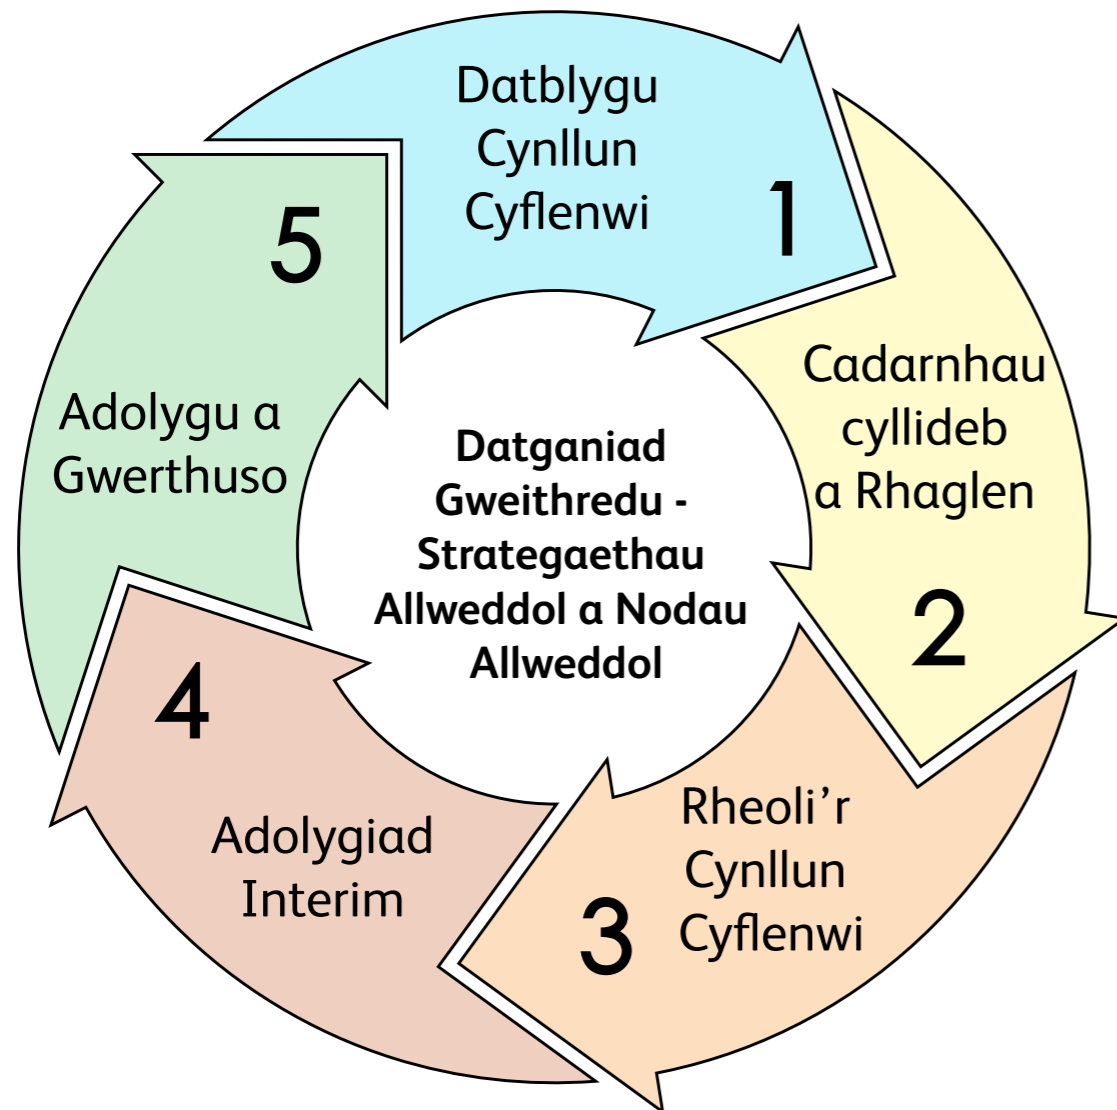 Datblygu
Cynllun
Cyflenwi
1
Cadarnhau
cyllideb
a Rhaglen
2
Rheoli’r
Cynllun
Cyflenwi
3
Adolygiad
Interim
4
Adolygu a
Gwerthuso
5
Datganiad
Gweithredu -
Strategaethau
Allweddol a Nodau
Allweddol